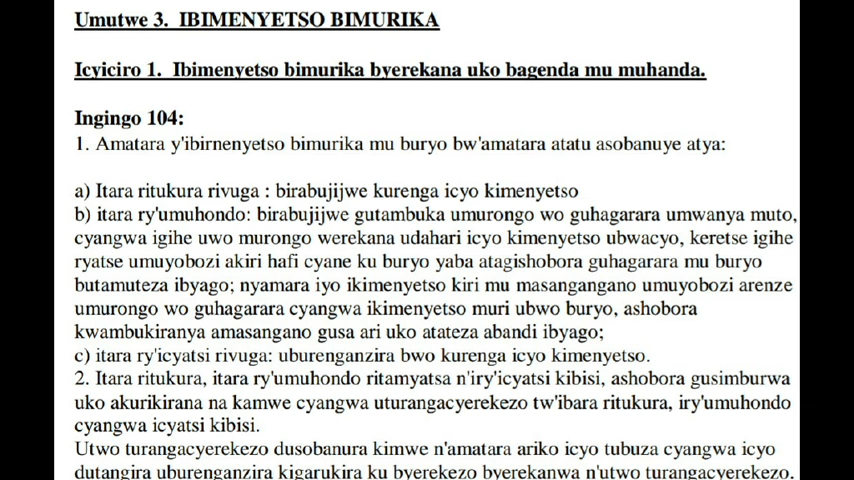 Umutwe 3. IBIMENYETSO BIMURIKA
Icyiciro 1. Ibimenyetso bimurika byerekana uko bagenda mu muhanda.
Ingingo 104:
1. Amatara y'ibirnenyetso bimurika mu buryo bw'amatara atatu asobanuye atya:
a) Itara ritukura rivuga : birabujijwe kurenga icyo kimenyetso
b) itara ry'umuhondo: birabujijwe gutambuka umurongo wo guhagarara umwanya muto,
cyangwa igihe uwo murongo werekana udahari icyo kimenyetso ubwacyo, keretse igihe
ryatse umuyobozi akiri hafi cyane ku buryo yaba atagishobora guhagarara mu buryo
butamuteza ibyago; nyamara iyo ikimenyetso kiri mu masangangano umuyobozi arenze
umurongo wo guhagarara cyangwa ikimenyetso muri ubwo buryo, ashobora
kwambukiranya amasangano gusa ari uko atateza abandi ibyago;
c) itara ry'icyatsi rivuga: uburenganzira bwo kurenga icyo kimenyetso.
2. Itara ritukura, itara ry'umuhondo ritamyatsa n'iry'icyatsi kibisi, ashobora gusimburwa
uko akurikirana na kamwe cyangwa uturangacyerekezo tw'ibara ritukura, iry'umuhondo
cyangwa icyatsi kibisi.
Utwo turangacyerekezo dusobanura kimwe n'amatara ariko icyo tubuza cyangwa icyo
dutangira uburenganzira kigarukira ku byerekezo byerekanwa n'utwo turangacyerekezo.